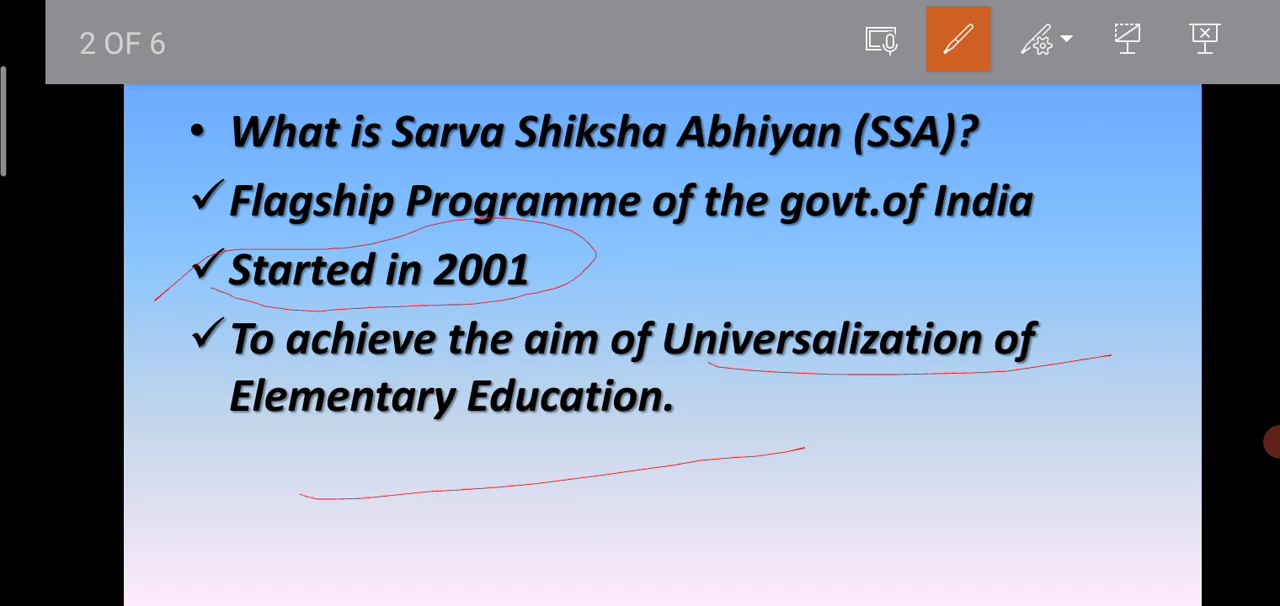 2 OF 6
• What is Sarva Shiksha Abhiyan (SSA)?
✓ Flagship Programme of the govt.of India
✓ Started in 2001
✓ To achieve the aim of Universalization of
Elementary Education.